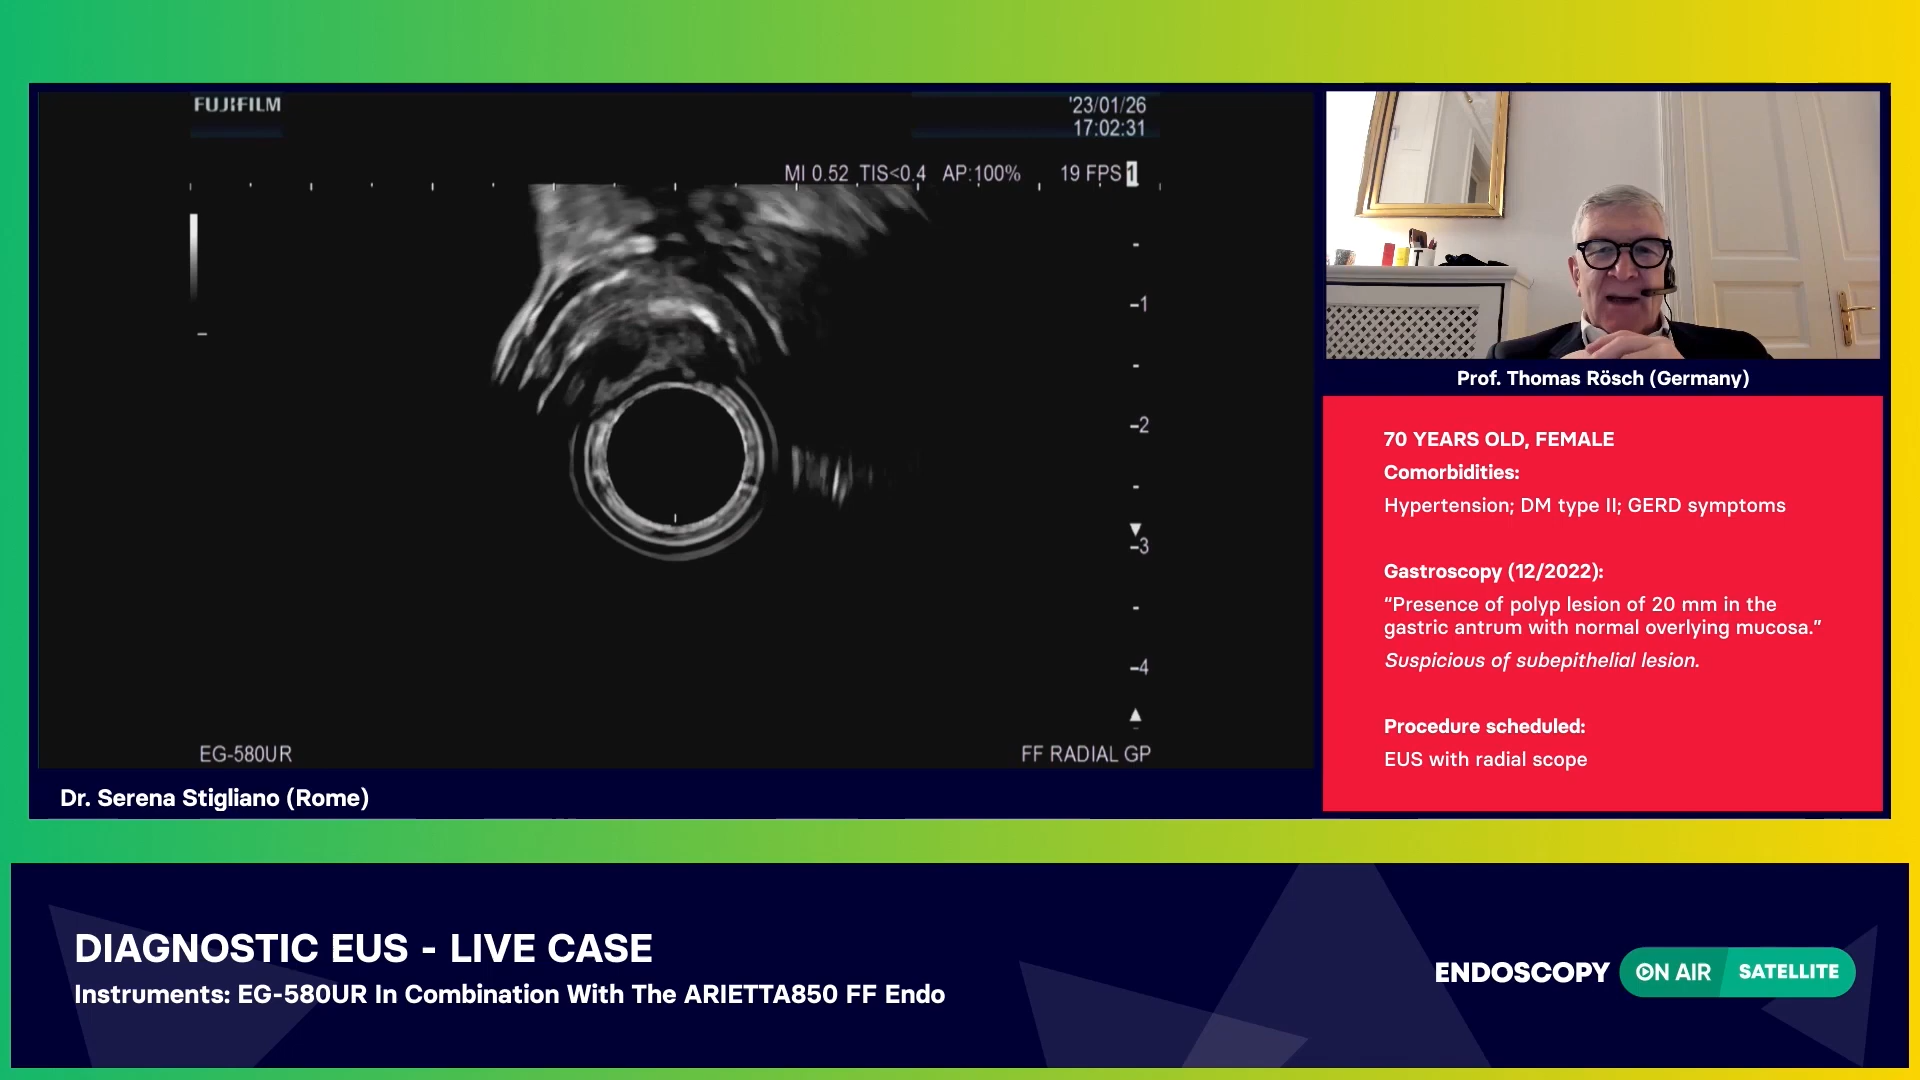 FUJIFILM
'23/01/26
17:02:31
MI 0.52 TIS<0.4 AP:100% 19 FPS 1
-1
-2
-3
-4
EG-580UR
FF RADIAL GP
Dr. Serena Stigliano (Rome)
Prof. Thomas Rösch (Germany)
70 YEARS OLD, FEMALE
Comorbidities:
Hypertension; DM type II; GERD symptoms
Gastroscopy (12/2022):
“Presence of polyp lesion of 20 mm in the
gastric antrum with normal overlying mucosa.”
Suspicious of subepithelial lesion.
Procedure scheduled:
EUS with radial scope
DIAGNOSTIC EUS - LIVE CASE
Instruments: EG-580UR In Combination With The ARIETTA850 FF Endo
ENDOSCOPY ON AIR SATELLITE